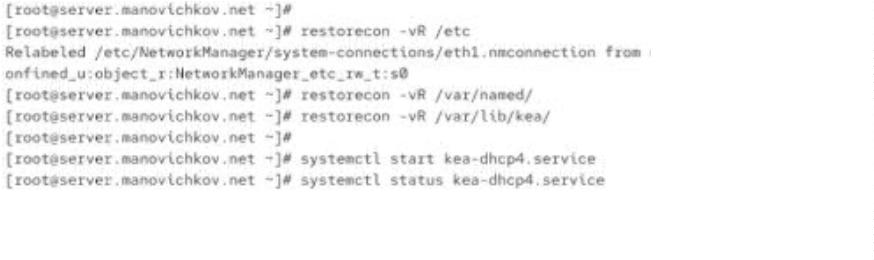 [root@server.manovichkov.net ~]#
[root@server.manovichkov.net ~]# restorecon -vR /etc
Relabeled /etc/NetworkManager/system-connections/eth1.nmconnection from
onfined_u:object_r:NetworkManager_etc_rw_t:s0
[root@server.manovichkov.net ~]# restorecon -vR /var/named/
[root@server.manovichkov.net ~]# restorecon -vR /var/lib/kea/
[root@server.manovichkov.net ~]#
[root@server.manovichkov.net ~]# systemctl start kea-dhcp4.service
[root@server.manovichkov.net ~]# systemctl status kea-dhcp4.service